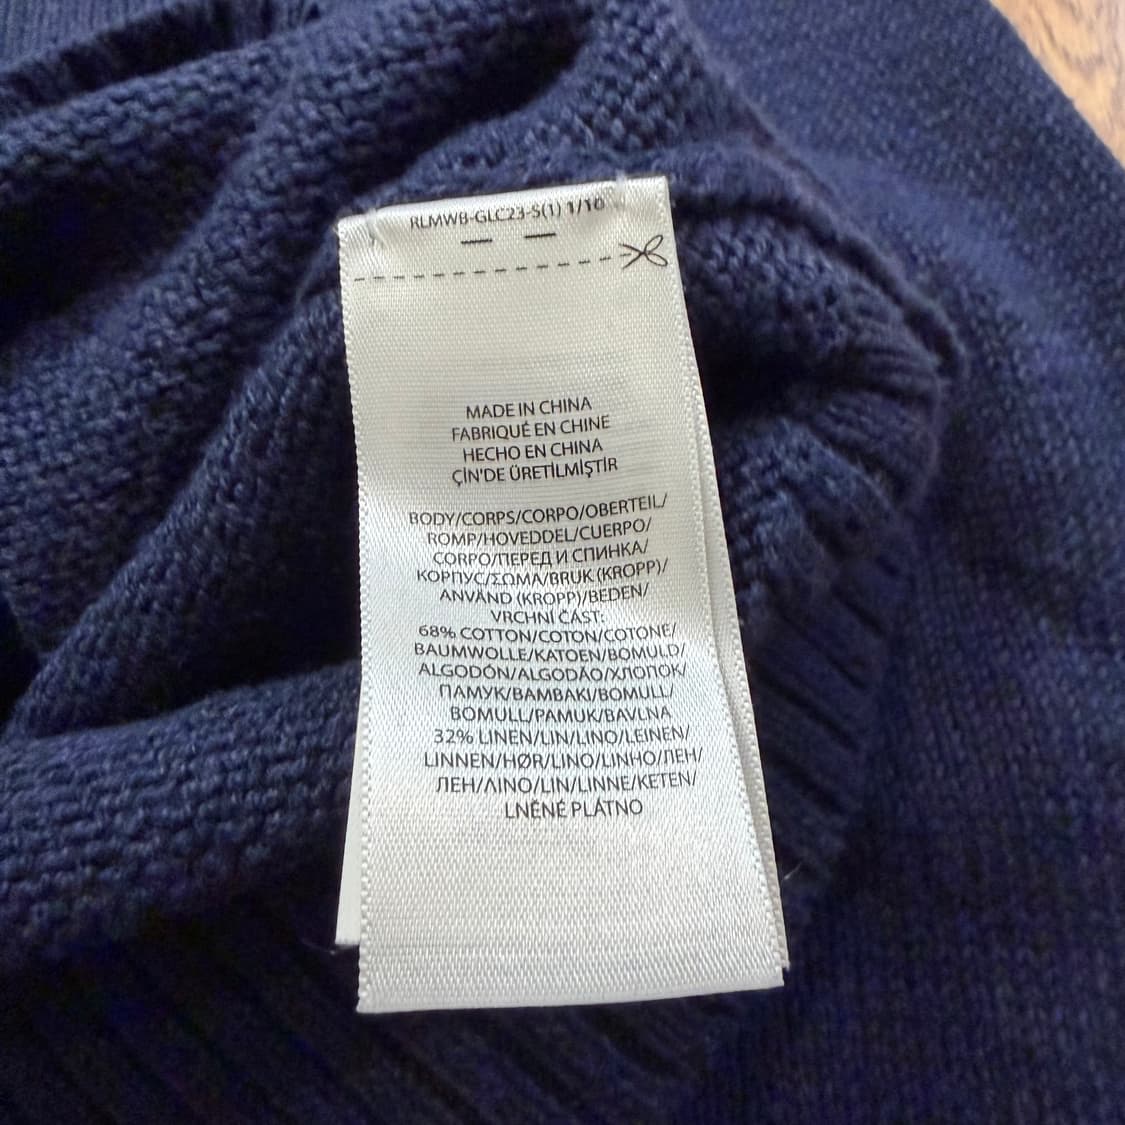 RLMWB-GLC23-S(1) 1/10
MADE IN CHINA
FABRIQUÉ EN CHINE
HECHO EN CHINA
ÇİN'DE ÜRETİLMİŞTİR
BODY/CORPS/CORPO/OBERTEIL/
ROMP/HOVEDDEL/CUERPO/
CORPO/ПЕРЕД И СПИНКА/
КОРПУС/ΣΩΜΑ/BRUK (KROPP)/
ANVÄND (KROPP)/BEDEN/
VRCHNÍ ČÁST:
68% COTTON/COTON/COTONE/
BAUMWOLLE/KATOEN/BOMULD/
ALGODÓN/ALGODÃO/ХЛОПОК/
ПАМУК/ΒΑΜΒΑΚΙ/BOMULL/
BOMULL/PAMUK/BAVLNA
32% LINEN/LIN/LINO/LEINEN/
LINNEN/HØR/LINO/LINHO/ЛЕН/
ЛЕН/ΛΙΝΟ/LIN/LINNE/KETEN/
LNĚNÉ PLÁTNO